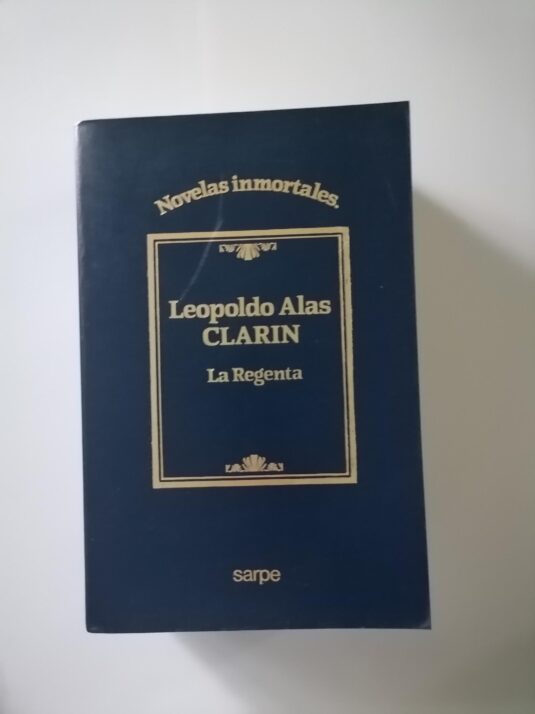 Novelas inmortales.
Leopoldo Alas
CLARIN
La Regenta
sarpe